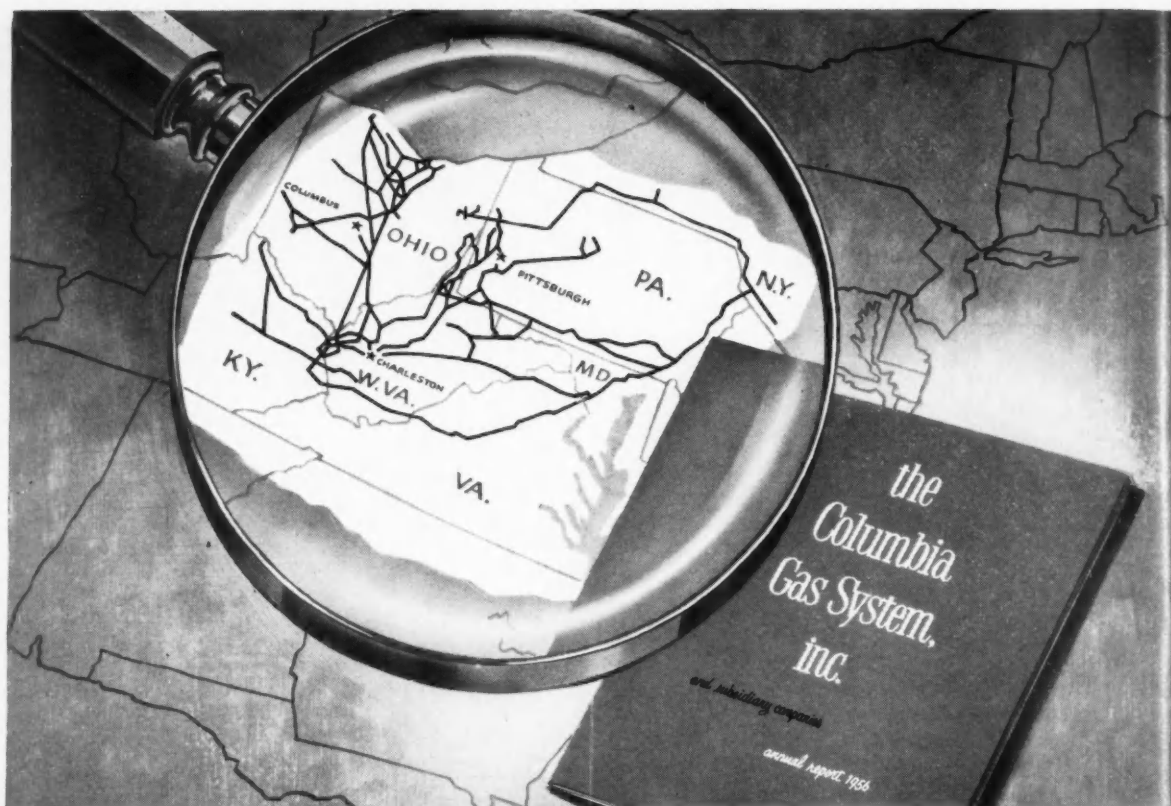 COLUMBUS
OHIO
PITTSBURGH
PA.
N.Y.
KY.
CHARLESTON
W.VA.
MD.
VA.
the
Columbia
Gas System,
inc.
and subsidiary companies
annual report, 1956